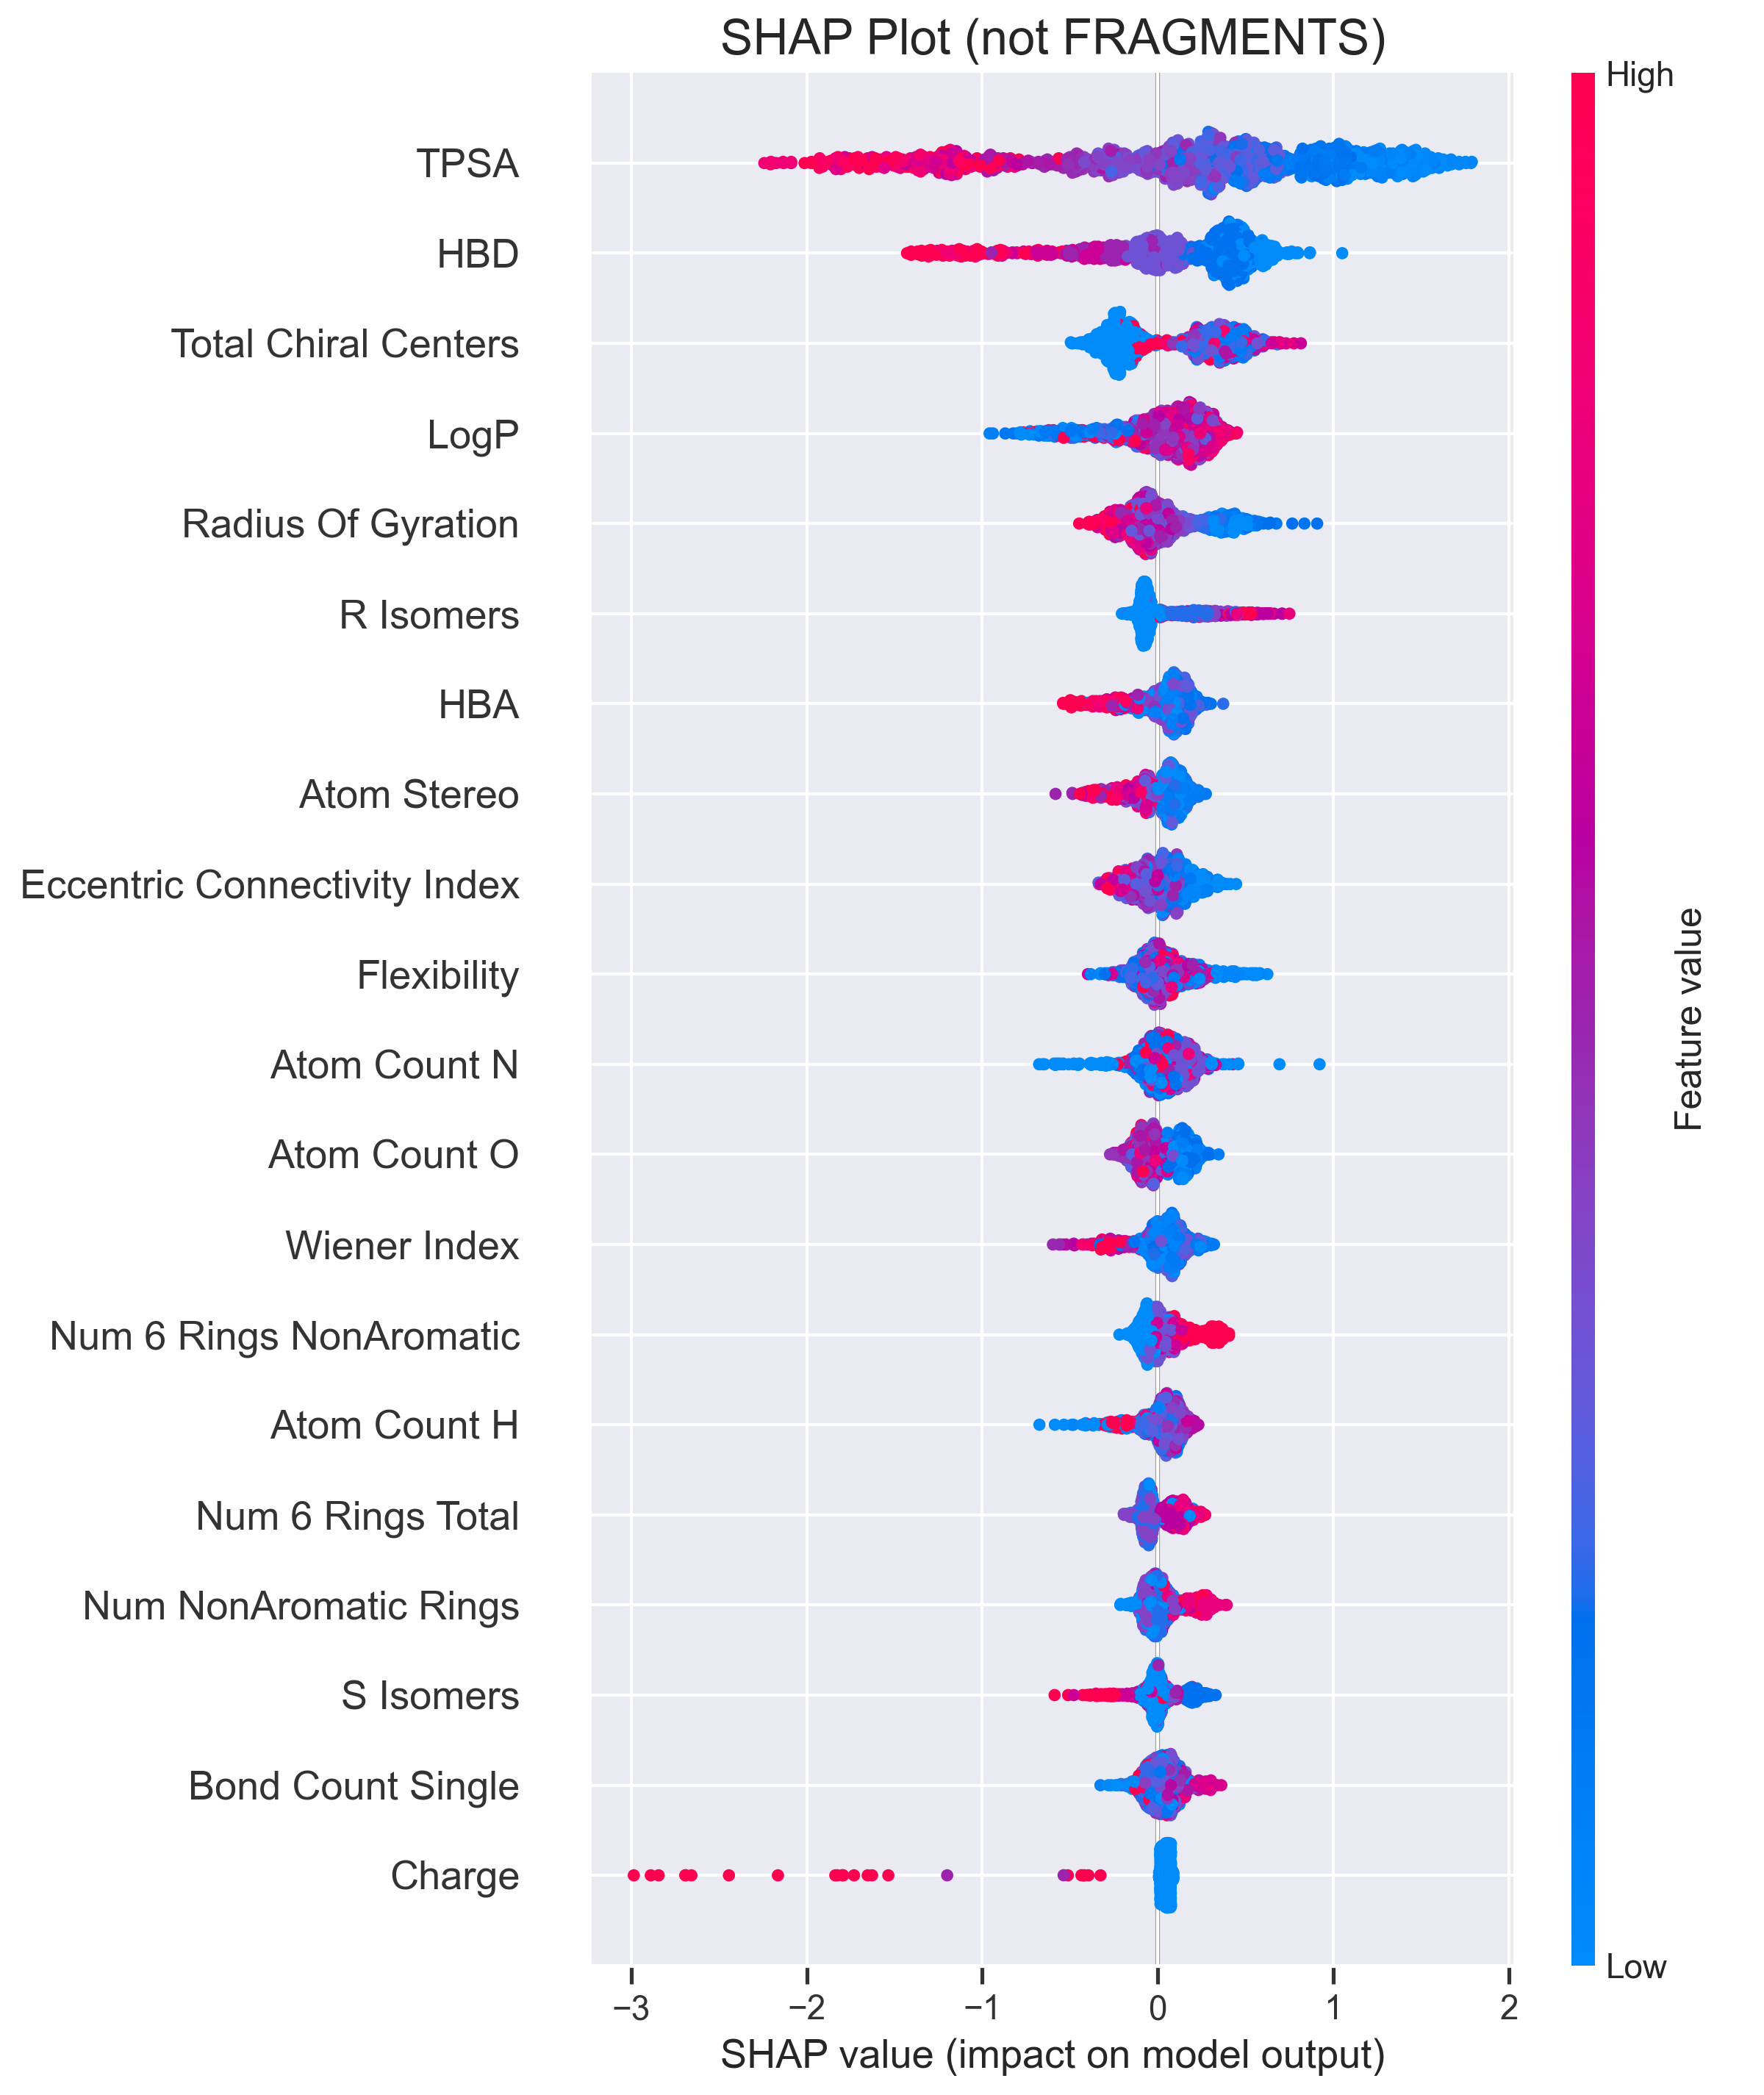 SHAP Plot (not FRAGMENTS)
High
TPSA
HBD
Total Chiral Centers
LogP
Radius Of Gyration
R Isomers
HBA
Atom Stereo
Eccentric Connectivity Index
Flexibility
Atom Count N
Atom Count O
Wiener Index
Num 6 Rings NonAromatic
Atom Count H
Num 6 Rings Total
Num NonAromatic Rings
S Isomers
Bond Count Single
Charge
Feature value
Low
−3 −2 −1 0 1 2
SHAP value (impact on model output)